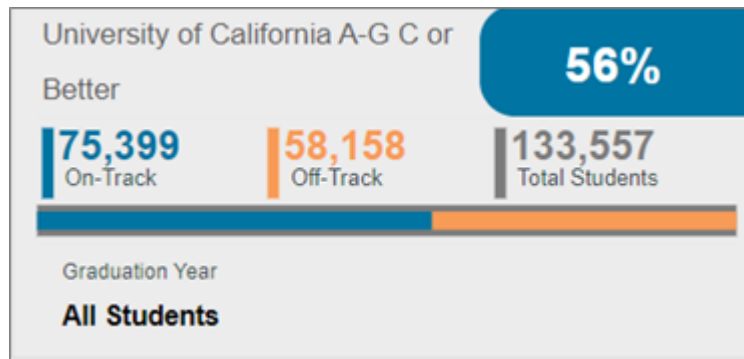 University of California A-G C or
Better
56%
75,399 58,158 133,557
On-Track Off-Track Total Students
Graduation Year
All Students